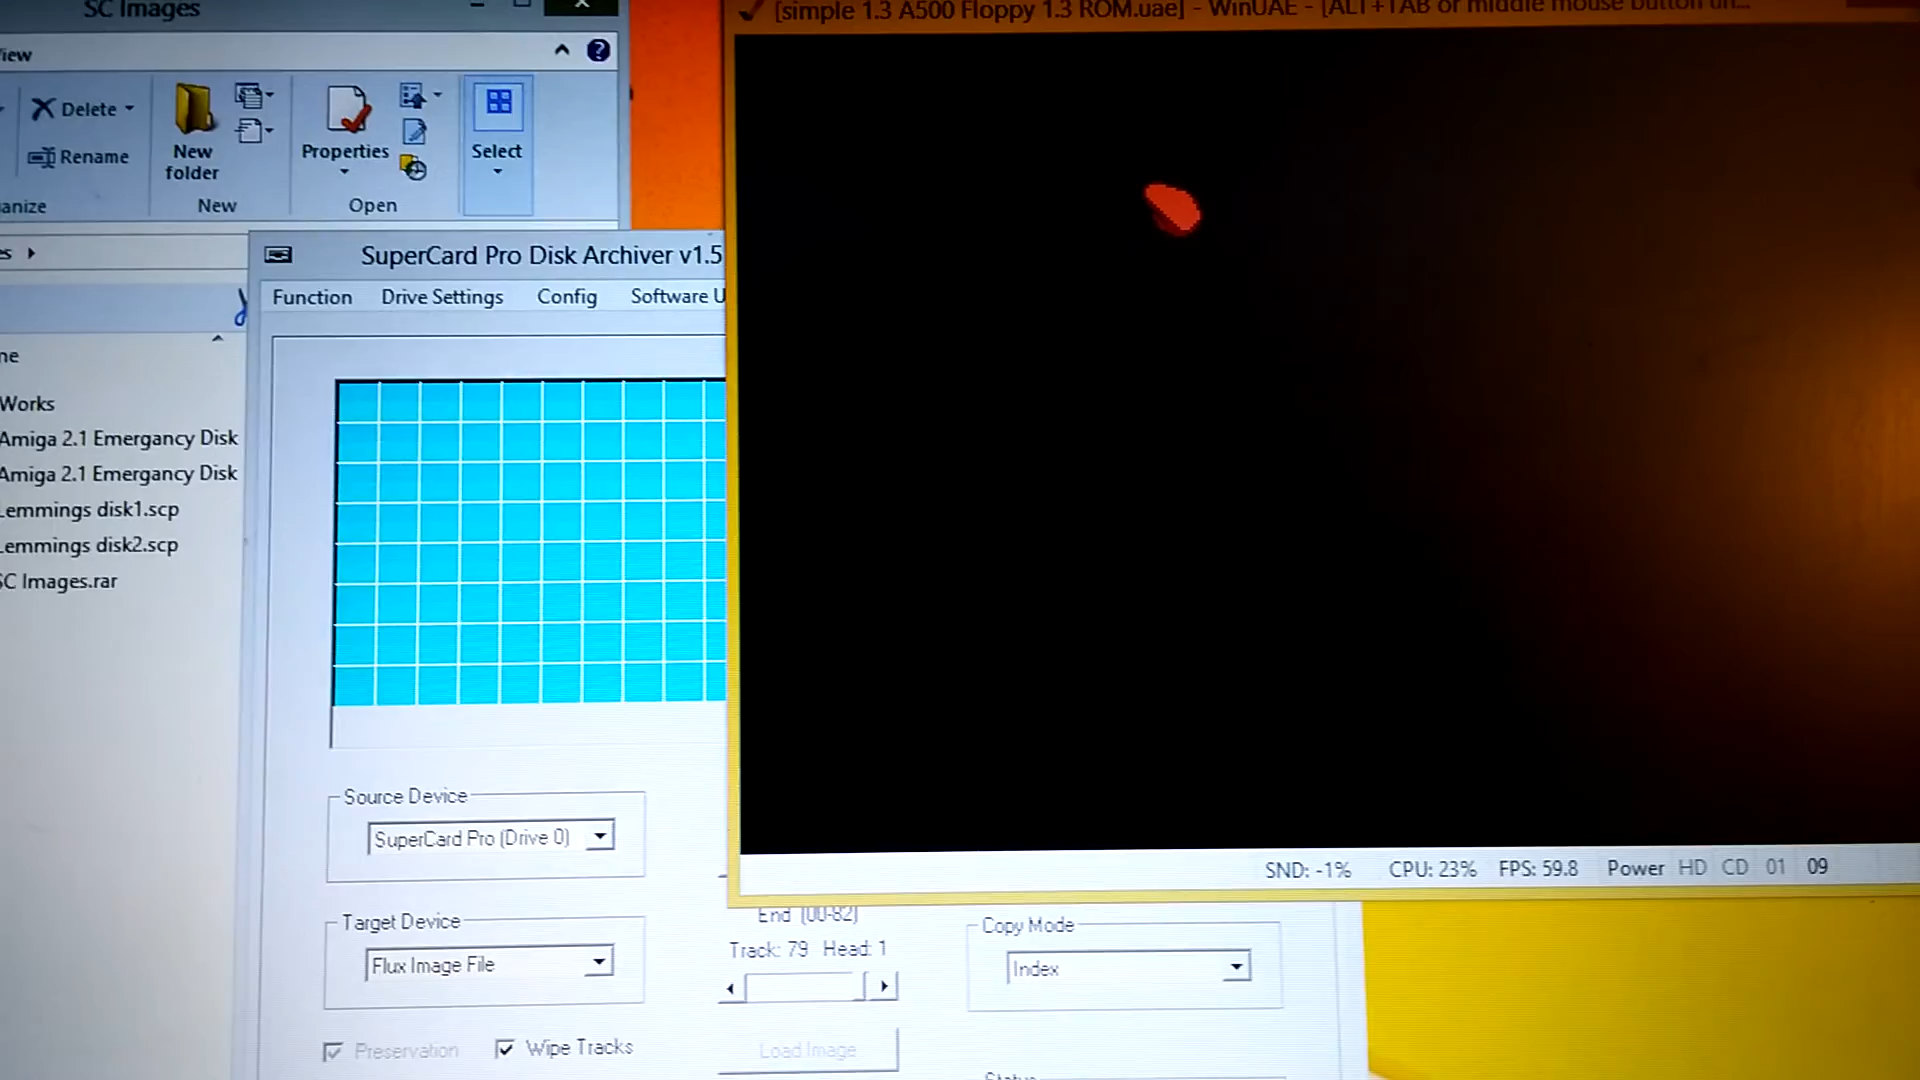 SC Images
[simple 1.3 A500 Floppy 1.3 ROM.uae] - WinUAE - [ALT+TAB or middle mouse button un...
iew
Delete
Rename
New folder
Properties
Select
anize
New
Open
s
SuperCard Pro Disk Archiver v1.5
Function Drive Settings Config Software U
ne
Works
Amiga 2.1 Emergancy Disk
Amiga 2.1 Emergancy Disk
Lemmings disk1.scp
Lemmings disk2.scp
SC Images.rar
Source Device
SuperCard Pro (Drive 0)
SND: -1% CPU: 23% FPS: 59.8 Power HD CD 01 09
Target Device
Flux Image File
End (00-82)
Track: 79 Head: 1
Copy Mode
Index
Preservation
Wipe Tracks
Load Image
Status